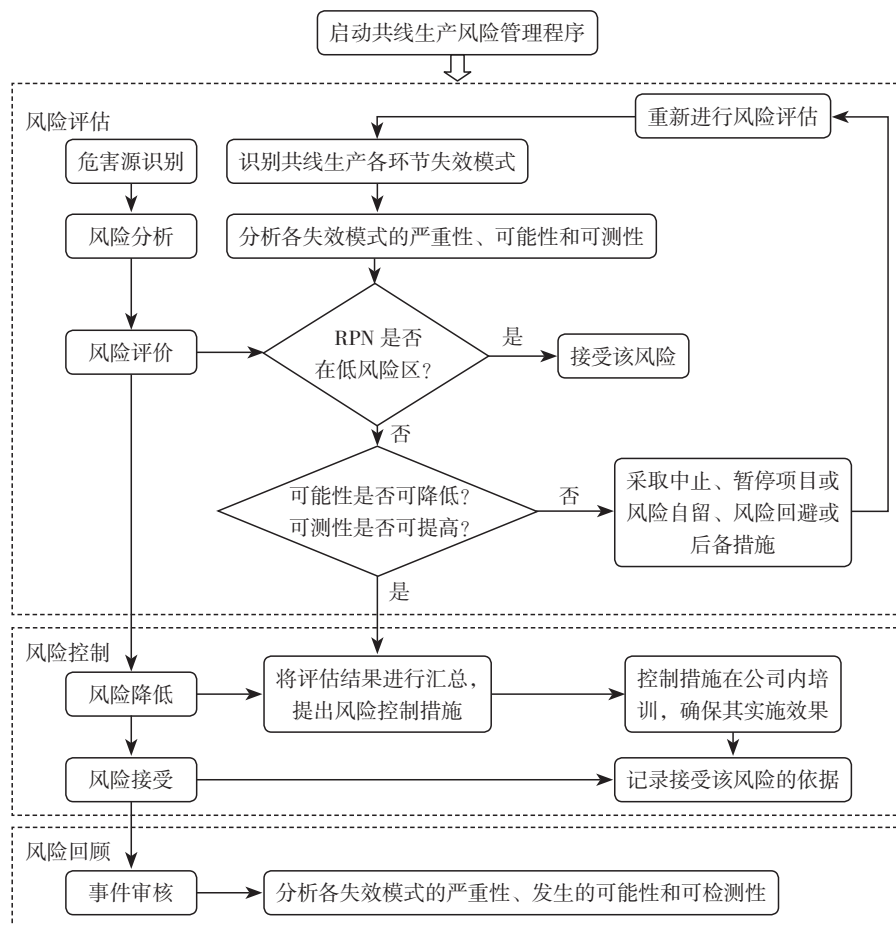 启动共线生产风险管理程序
风险评估
重新进行风险评估
危害源识别
识别共线生产各环节失效模式
风险分析
分析各失效模式的严重性、可能性和可测性
风险评价
RPN 是否
在低风险区?
是
接受该风险
否
可能性是否可降低?
可测性是否可提高?
否
采取中止、暂停项目或
风险自留、风险回避或
后备措施
是
风险控制
风险降低
将评估结果进行汇总,
提出风险控制措施
控制措施在公司内培
训,确保其实施效果
风险接受
记录接受该风险的依据
风险回顾
事件审核
分析各失效模式的严重性、发生的可能性和可检测性